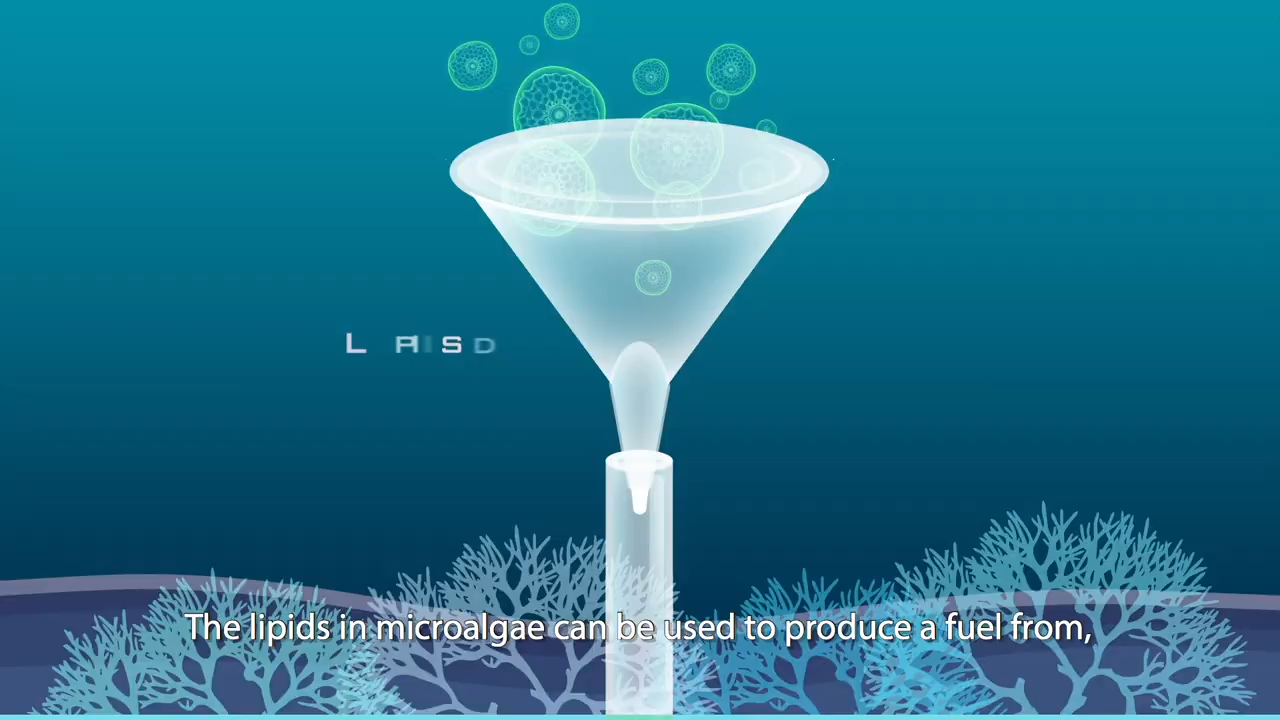 The lipids in microalgae can be used to produce a fuel from,